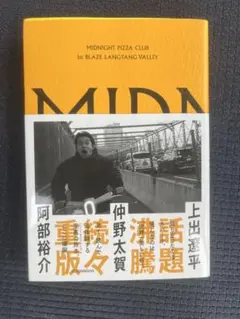 MIDNIGHT PIZZA CLUB
1st BLAZE LANGTANG VALLEY
MIDN
上出遼平
話題
沸騰
仲野太賀
続々
重版
阿部裕介